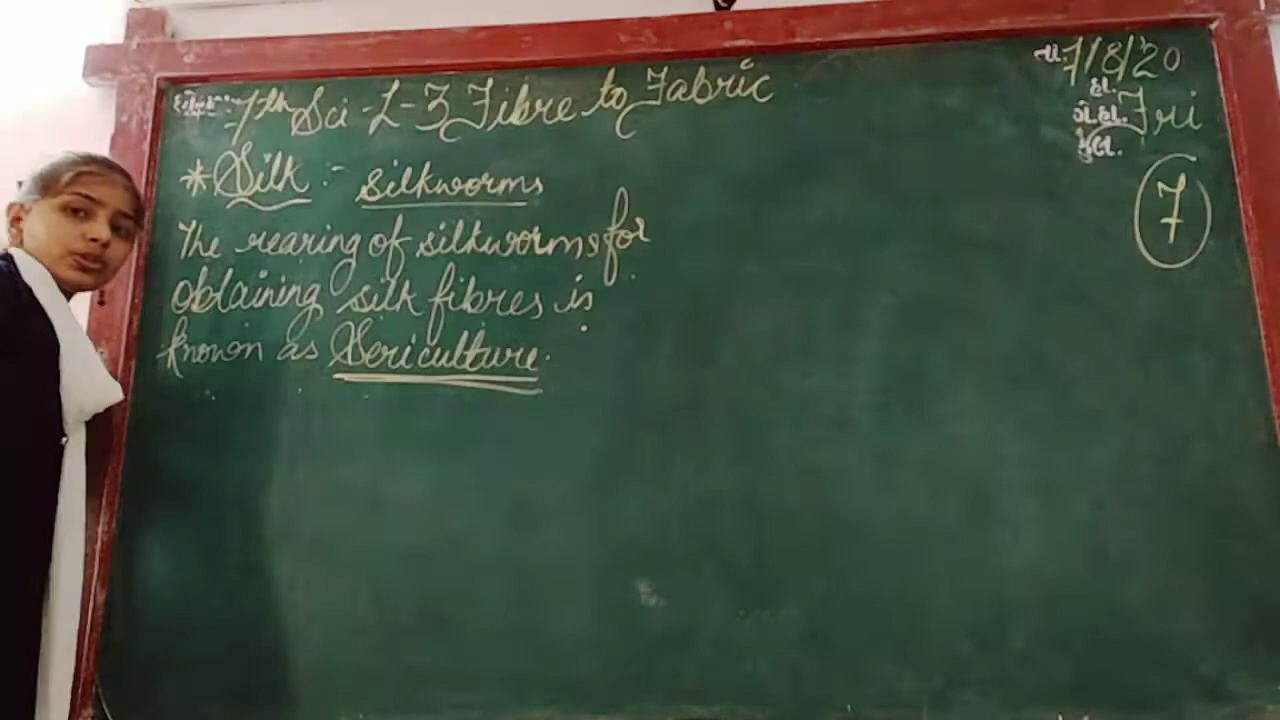 7th Sci - L-3 Fibre to Fabric
તા. 7/8/'20
હા.
ગે.હા. Fri
કુલ.
7
* Silk :- silkworms
The rearing of silkworms for
obtaining silk fibres is
known as Sericulture.